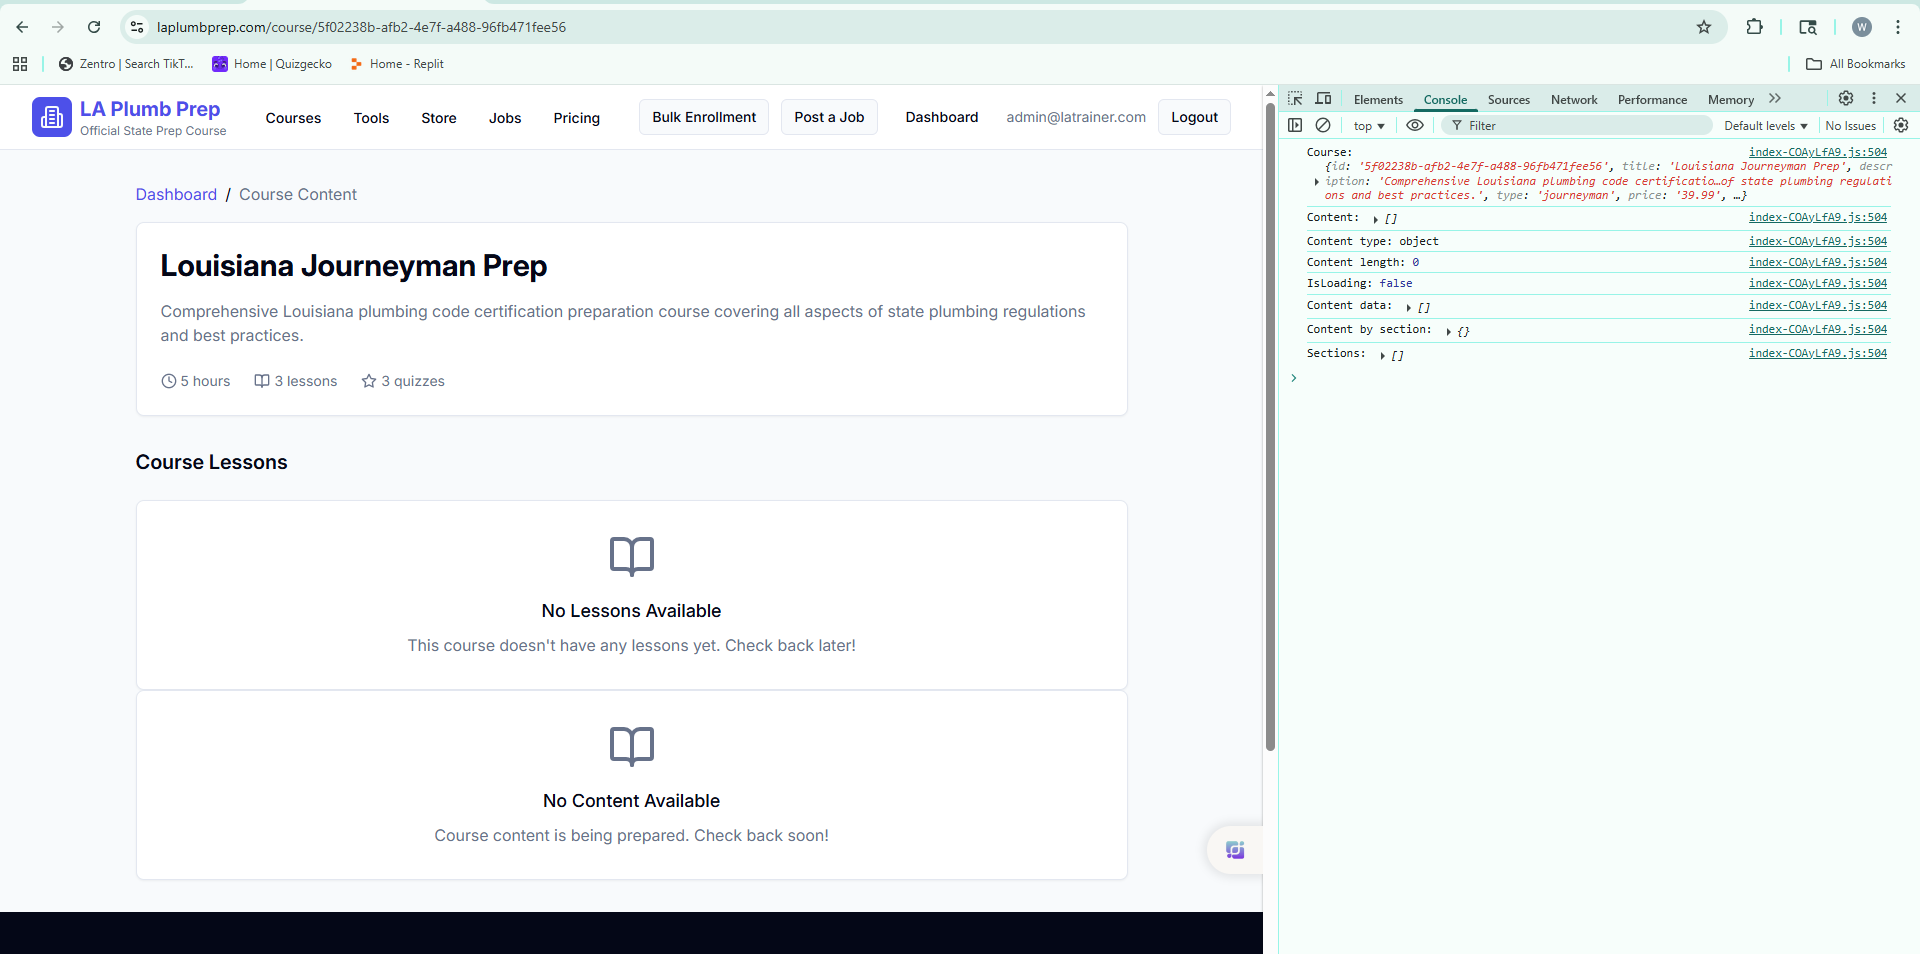 laplumbprep.com/course/5f02238b-afb2-4e7f-a488-96fb471fee56
W
Zentro | Search TikT...
Home | Quizgecko
Home - Replit
All Bookmarks
LA Plumb Prep
Official State Prep Course
Courses
Tools
Store
Jobs
Pricing
Bulk Enrollment
Post a Job
Dashboard
admin@latrainer.com
Logout
Dashboard / Course Content
Louisiana Journeyman Prep
Comprehensive Louisiana plumbing code certification preparation course covering all aspects of state plumbing regulations
and best practices.
5 hours
3 lessons
3 quizzes
Course Lessons
No Lessons Available
This course doesn't have any lessons yet. Check back later!
No Content Available
Course content is being prepared. Check back soon!
Elements
Console
Sources
Network
Performance
Memory
top
Filter
Default levels
No Issues
Course: index-COAyLfA9.js:504
{id: '5f02238b-afb2-4e7f-a488-96fb471fee56', title: 'Louisiana Journeyman Prep', descr
iption: 'Comprehensive Louisiana plumbing code certificatio…of state plumbing regulati
ons and best practices.', type: 'journeyman', price: '39.99', …}
Content: [] index-COAyLfA9.js:504
Content type: object index-COAyLfA9.js:504
Content length: 0 index-COAyLfA9.js:504
IsLoading: false index-COAyLfA9.js:504
Content data: [] index-COAyLfA9.js:504
Content by section: {} index-COAyLfA9.js:504
Sections: [] index-COAyLfA9.js:504